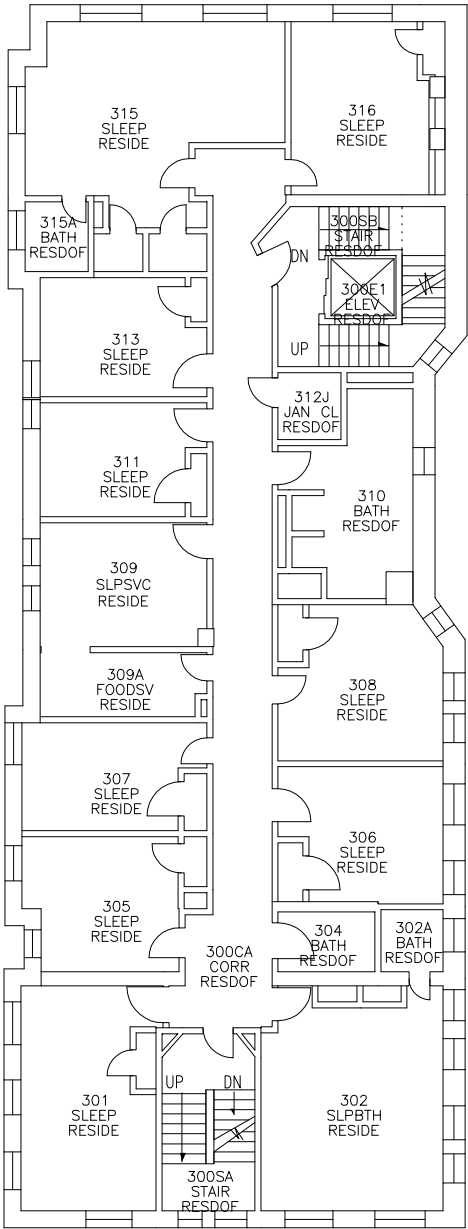 315
SLEEP
RESIDE
316
SLEEP
RESIDE
315A
BATH
RESDOF
300SB
STAIR
RESDOF
DN
300E1
ELEV
RESDOF
UP
313
SLEEP
RESIDE
312J
JAN CL
RESDOF
311
SLEEP
RESIDE
310
BATH
RESDOF
309
SLPSVC
RESIDE
309A
FOODSV
RESIDE
308
SLEEP
RESIDE
307
SLEEP
RESIDE
306
SLEEP
RESIDE
305
SLEEP
RESIDE
304
BATH
RESDOF
302A
BATH
RESDOF
300CA
CORR
RESDOF
UP
DN
301
SLEEP
RESIDE
302
SLPBTH
RESIDE
300SA
STAIR
RESDOF